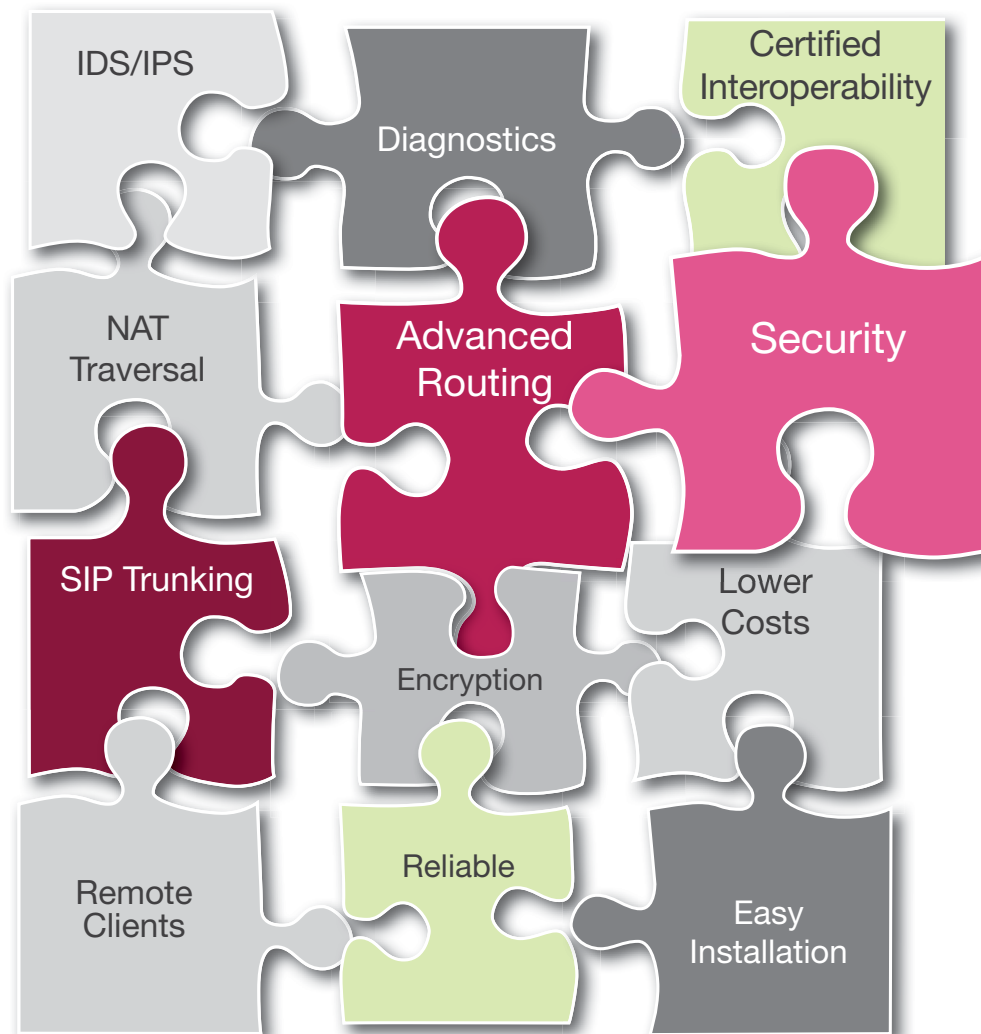 IDS/IPS
Diagnostics
Certified
Interoperability
NAT
Traversal
Advanced
Routing
Security
SIP Trunking
Encryption
Lower
Costs
Remote
Clients
Reliable
Easy
Installation